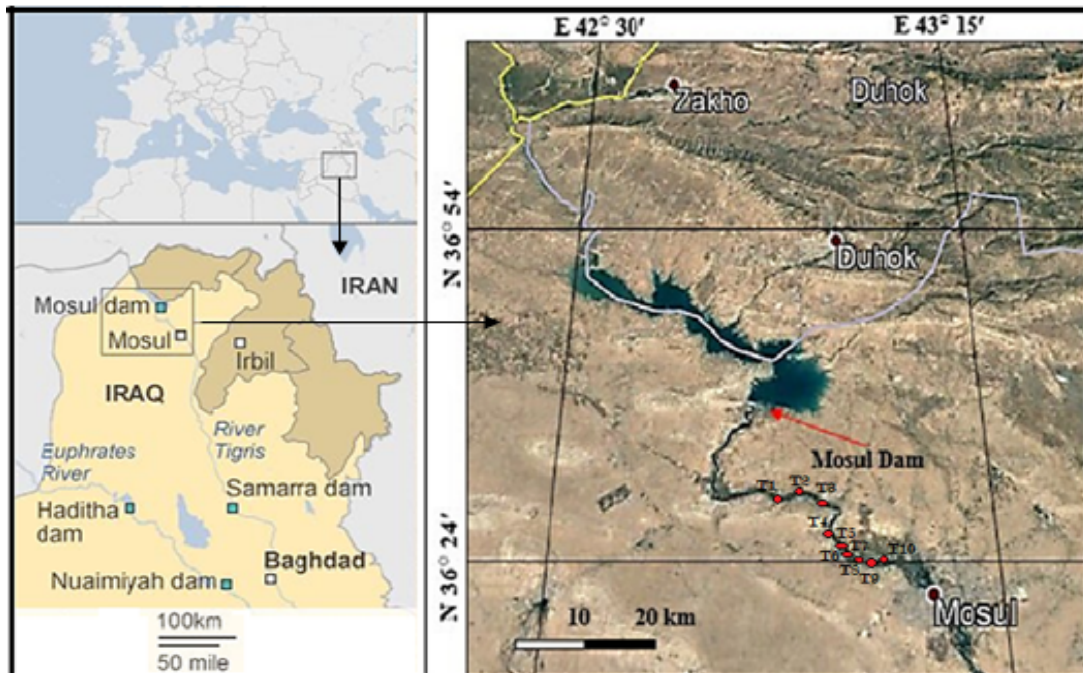 IRAN
Mosul dam
Mosul
Irbil
IRAQ
Euphrates
River
River
Tigris
Haditha
dam
Samarra dam
Baghdad
Nuaimiyah dam
100km
50 mile
E 42° 30′
E 43° 15′
N 36° 54′
N 36° 24′
Zakho
Duhok
Duhok
Mosul Dam
T1
T2
T3
T4
T5
T7
T6
T8
T9
T10
Mosul
10
20 km